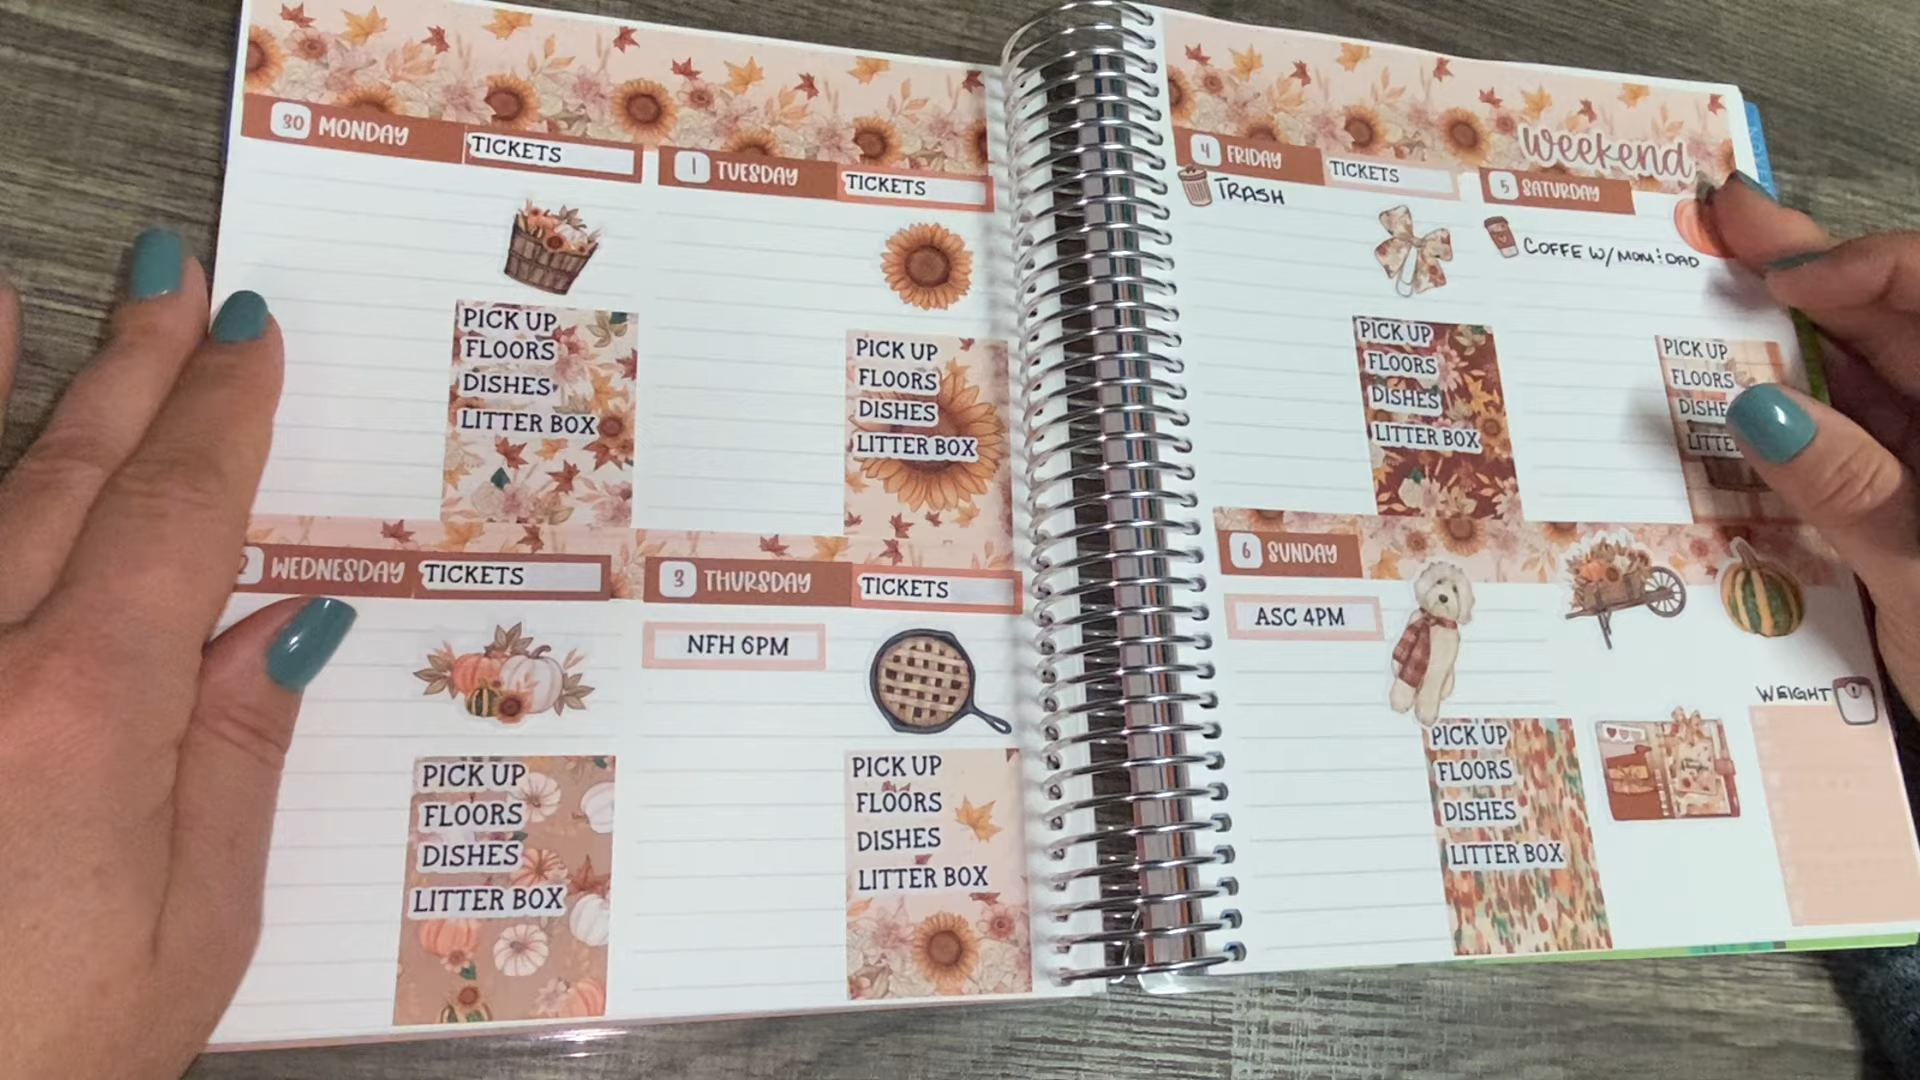 30 MONDAY
TICKETS
PICK UP
FLOORS
DISHES
LITTER BOX
1 TUESDAY
TICKETS
PICK UP
FLOORS
DISHES
LITTER BOX
2 WEDNESDAY
TICKETS
PICK UP
FLOORS
DISHES
LITTER BOX
3 THURSDAY
TICKETS
NFH 6PM
PICK UP
FLOORS
DISHES
LITTER BOX
weekend
4 FRIDAY
TICKETS
TRASH
PICK UP
FLOORS
DISHES
LITTER BOX
5 SATURDAY
COFFE W/ MOM & DAD
PICK UP
FLOORS
DISHE
LITTE
6 SUNDAY
ASC 4PM
PICK UP
FLOORS
DISHES
LITTER BOX
WEIGHT